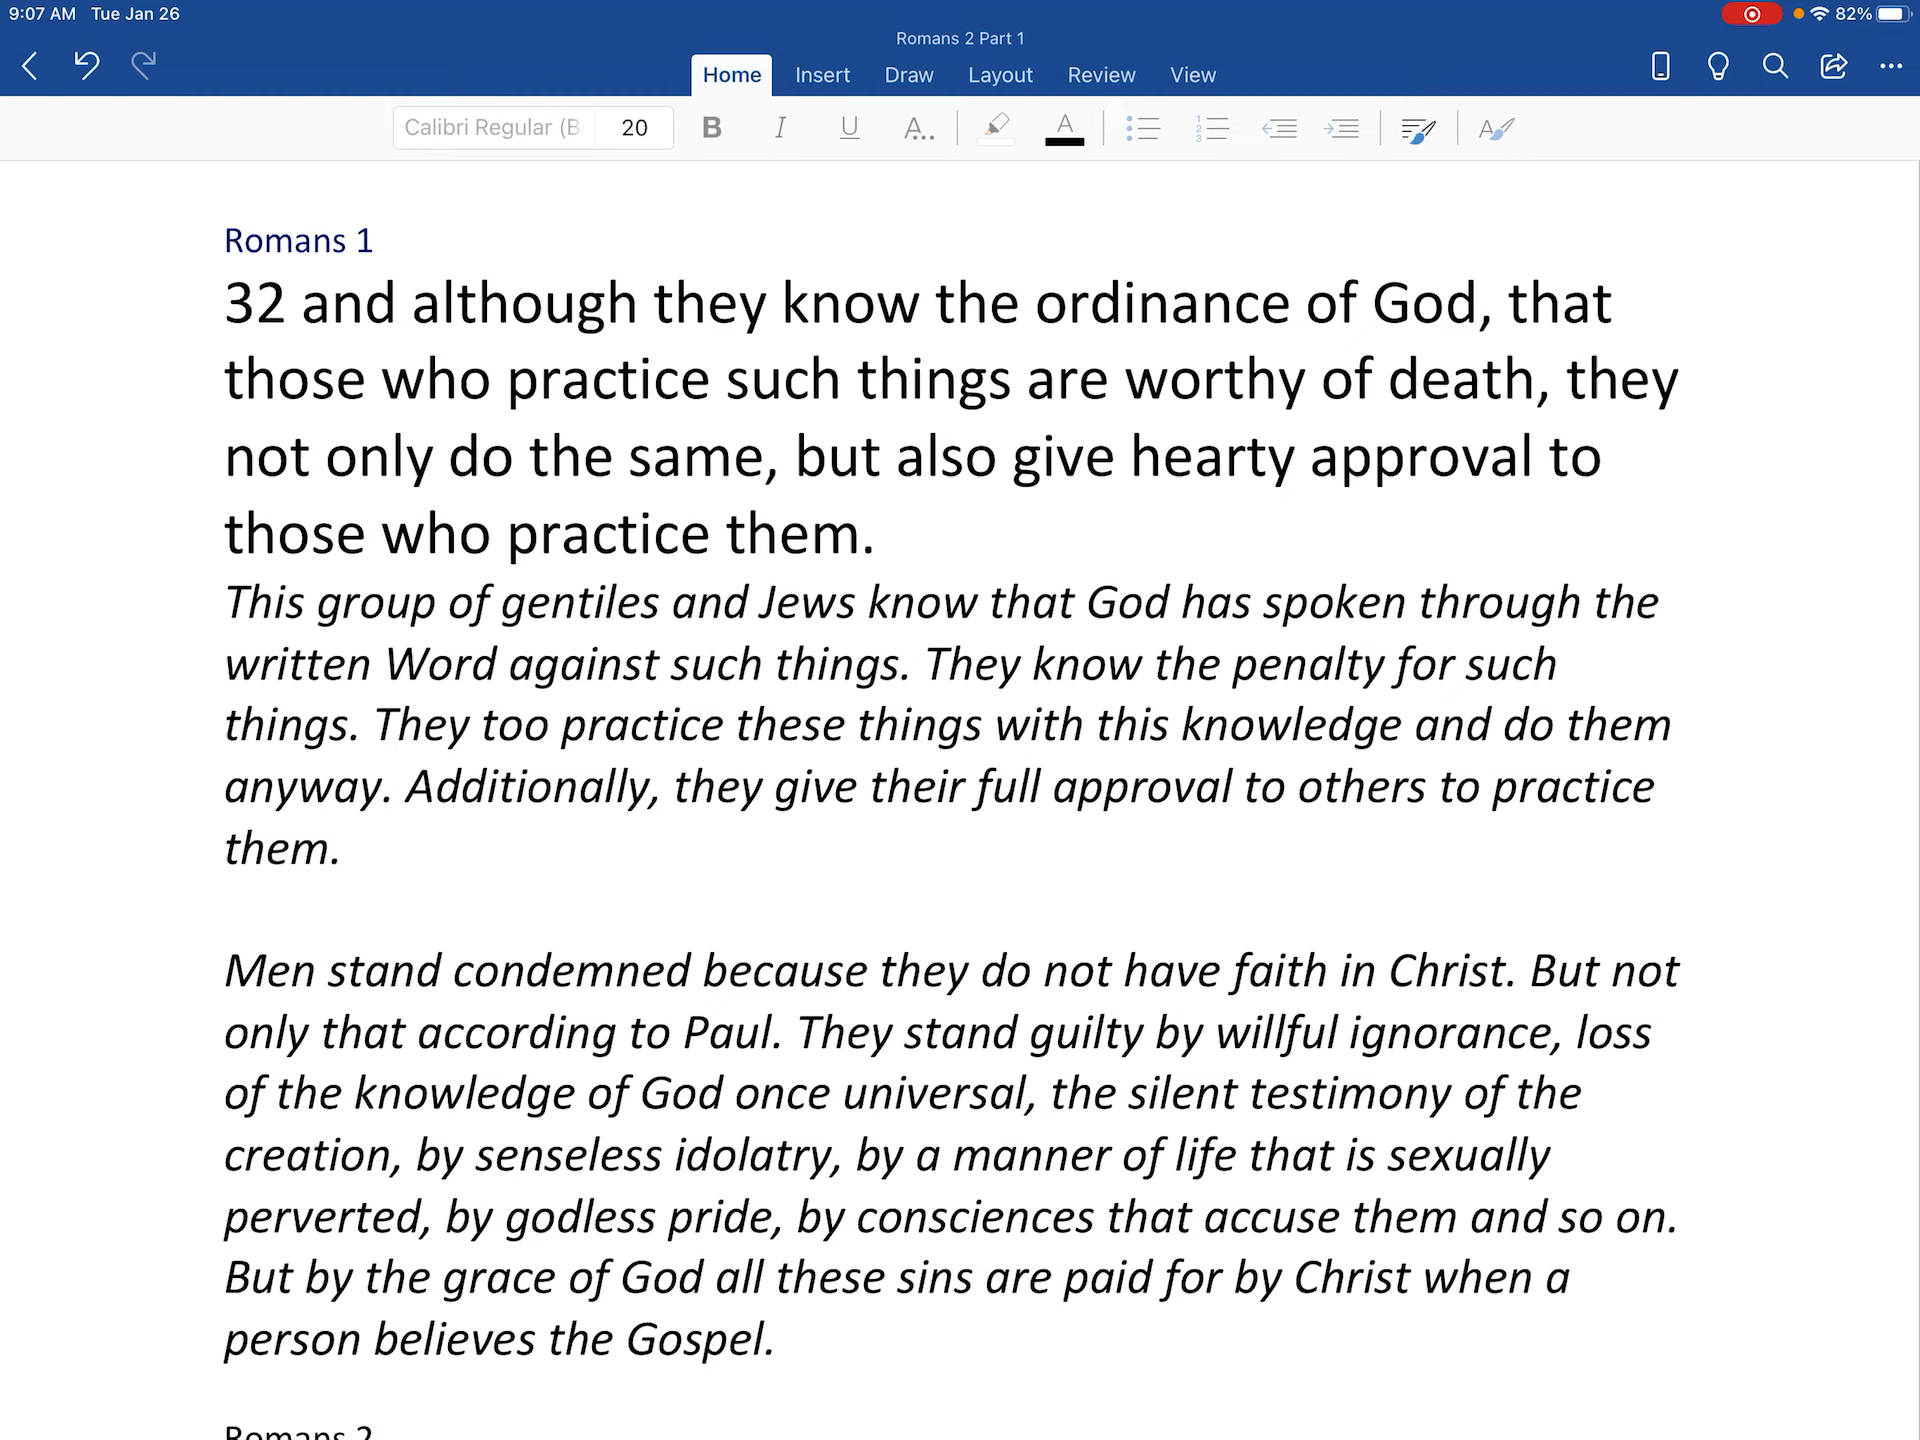 9:07 AM Tue Jan 26
82%
Romans 2 Part 1
Home Insert Draw Layout Review View
Calibri Regular (B 20 B I U A.. A A
Romans 1
32 and although they know the ordinance of God, that
those who practice such things are worthy of death, they
not only do the same, but also give hearty approval to
those who practice them.
This group of gentiles and Jews know that God has spoken through the
written Word against such things. They know the penalty for such
things. They too practice these things with this knowledge and do them
anyway. Additionally, they give their full approval to others to practice
them.
Men stand condemned because they do not have faith in Christ. But not
only that according to Paul. They stand guilty by willful ignorance, loss
of the knowledge of God once universal, the silent testimony of the
creation, by senseless idolatry, by a manner of life that is sexually
perverted, by godless pride, by consciences that accuse them and so on.
But by the grace of God all these sins are paid for by Christ when a
person believes the Gospel.
Romans 2